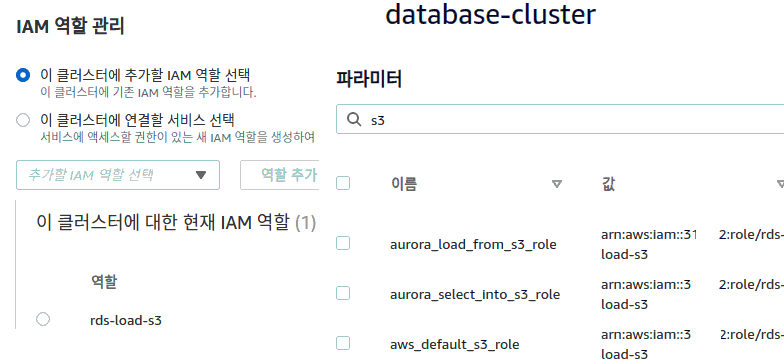 IAM 역할 관리
이 클러스터에 추가할 IAM 역할 선택
이 클러스터에 기존 IAM 역할을 추가합니다.
이 클러스터에 연결할 서비스 선택
서비스에 액세스할 권한이 있는 새 IAM 역할을 생성하여
추가할 IAM 역할 선택
역할 추가
이 클러스터에 대한 현재 IAM 역할 (1)
역할
rds-load-s3
database-cluster
파라미터
s3
이름 값
aurora_load_from_s3_role arn:aws:iam::31 2:role/rds-
load-s3
aurora_select_into_s3_role arn:aws:iam::3 2:role/rds-
load-s3
aws_default_s3_role arn:aws:iam::3 2:role/rds-
load-s3